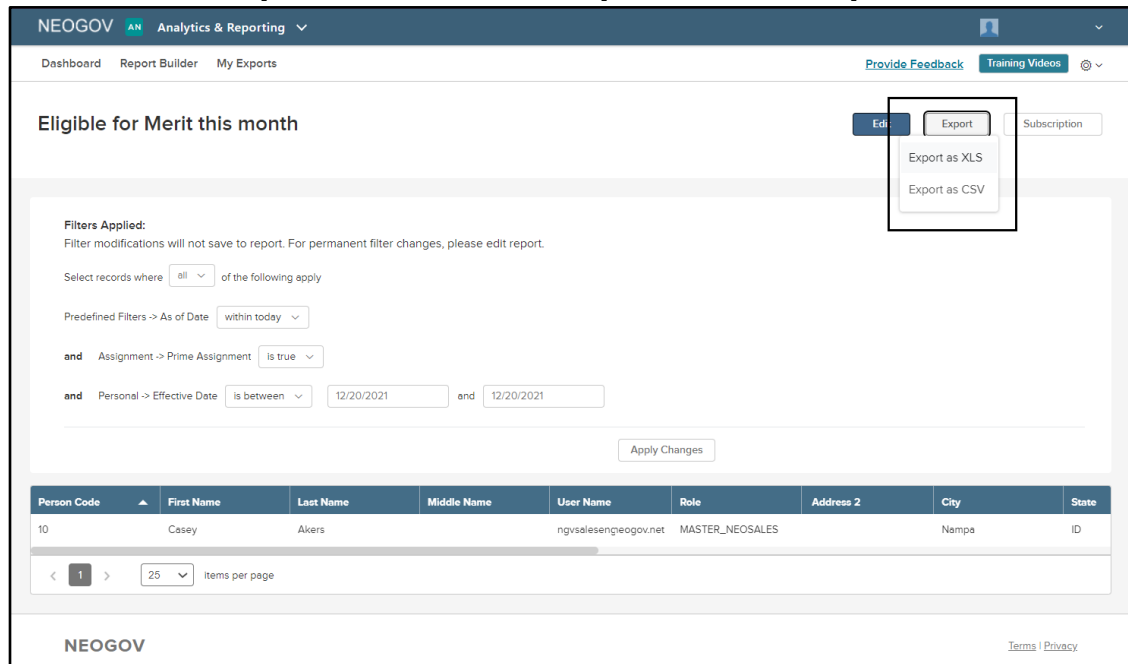 NEOGOV AN Analytics & Reporting
Dashboard Report Builder My Exports Provide Feedback Training Videos
Eligible for Merit this month Export Subscription
Export as XLS
Export as CSV
Filters Applied:
Filter modifications will not save to report. For permanent filter changes, please edit report.
Select records where all of the following apply
Predefined Filters -> As of Date within today
and Assignment -> Prime Assignment is true
and Personal -> Effective Date is between 12/20/2021 and 12/20/2021
Apply Changes
Person Code First Name Last Name Middle Name User Name Role Address 2 City State
10 Casey Akers MASTER_NEOSALES Nampa ID
1 25 items per page
NEOGOV Terms | Privacy